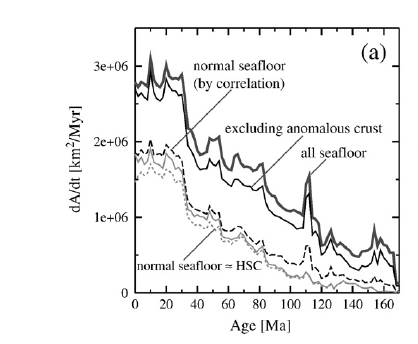 (a)
3e+06
normal seafloor
(by correlation)
2e+06
excluding anomalous crust
all seafloor
1e+06
normal seafloor = HSC
0
0 20 40 60 80 100 120 140 160
dA/dt [km²/Myr]
Age [Ma]